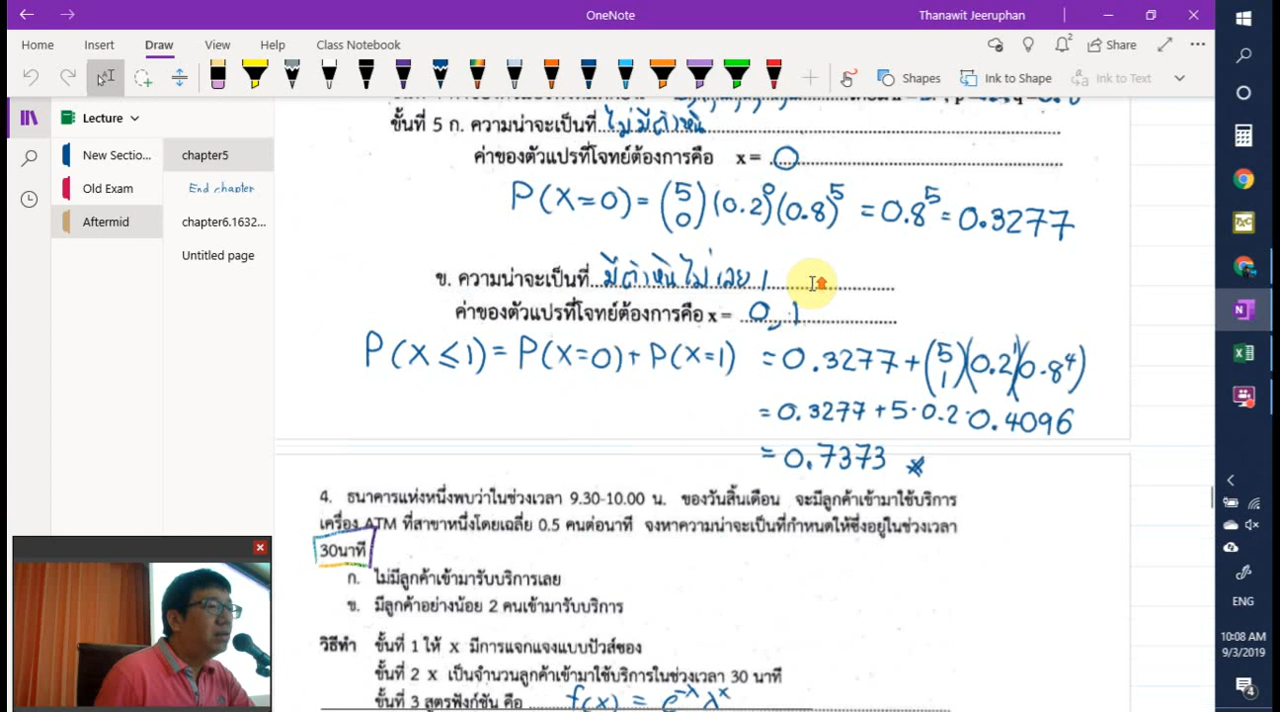 OneNote
Thanawit Jeeruphan
Home Insert Draw View Help Class Notebook
Share
Shapes
Ink to Shape
Ink to Text
Lecture
New Sectio...
Old Exam
Aftermid
chapter5
End chapter
chapter6.1632...
Untitled page
ขั้นที่ 5 ก. ความน่าจะเป็นที่ ไม่มีตำหนิ
ค่าของตัวแปรที่โจทย์ต้องการคือ x = 0
P(X=0) = (5 0) (0.2)⁰(0.8)⁵ = 0.8⁵ = 0.3277
ข. ความน่าจะเป็นที่ มีตำหนิไม่เลย 1
ค่าของตัวแปรที่โจทย์ต้องการคือ x = 0, 1
P(X ≤ 1) = P(X=0) + P(X=1) = 0.3277 + (5 1)(0.2¹)(0.8⁴)
= 0.3277 + 5·0.2·0.4096
= 0.7373
4. ธนาคารแห่งหนึ่งพบว่าในช่วงเวลา 9.30-10.00 น. ของวันสิ้นเดือน จะมีลูกค้าเข้ามาใช้บริการ
เครื่อง ATM ที่สาขาหนึ่งโดยเฉลี่ย 0.5 คนต่อนาที จงหาความน่าจะเป็นที่กำหนดให้ซึ่งอยู่ในช่วงเวลา
30นาที
ก. ไม่มีลูกค้าเข้ามารับบริการเลย
ข. มีลูกค้าอย่างน้อย 2 คนเข้ามารับบริการ
วิธีทำ ขั้นที่ 1 ให้ x มีการแจกแจงแบบปัวส์ซอง
ขั้นที่ 2 x เป็นจำนวนลูกค้าเข้ามาใช้บริการในช่วงเวลา 30 นาที
ขั้นที่ 3 สูตรฟังก์ชัน คือ f(x) = e^-λ λ^x
ENG
10:08 AM
9/3/2019
4